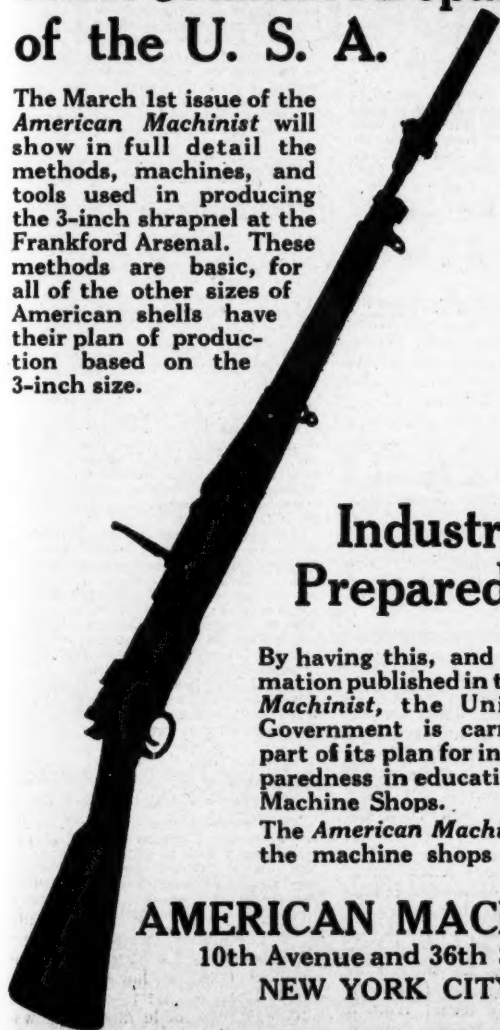 of the U. S. A.
The March 1st issue of the
American Machinist will
show in full detail the
methods, machines, and
tools used in producing
the 3-inch shrapnel at the
Frankford Arsenal. These
methods are basic, for
all of the other sizes of
American shells have
their plan of produc-
tion based on the
3-inch size.
Industr
Prepared
By having this, and
mation published in t
Machinist, the Uni
Government is carr
part of its plan for in
paredness in educati
Machine Shops.
The American Machi
the machine shops
AMERICAN MACH
10th Avenue and 36th
NEW YORK CITY